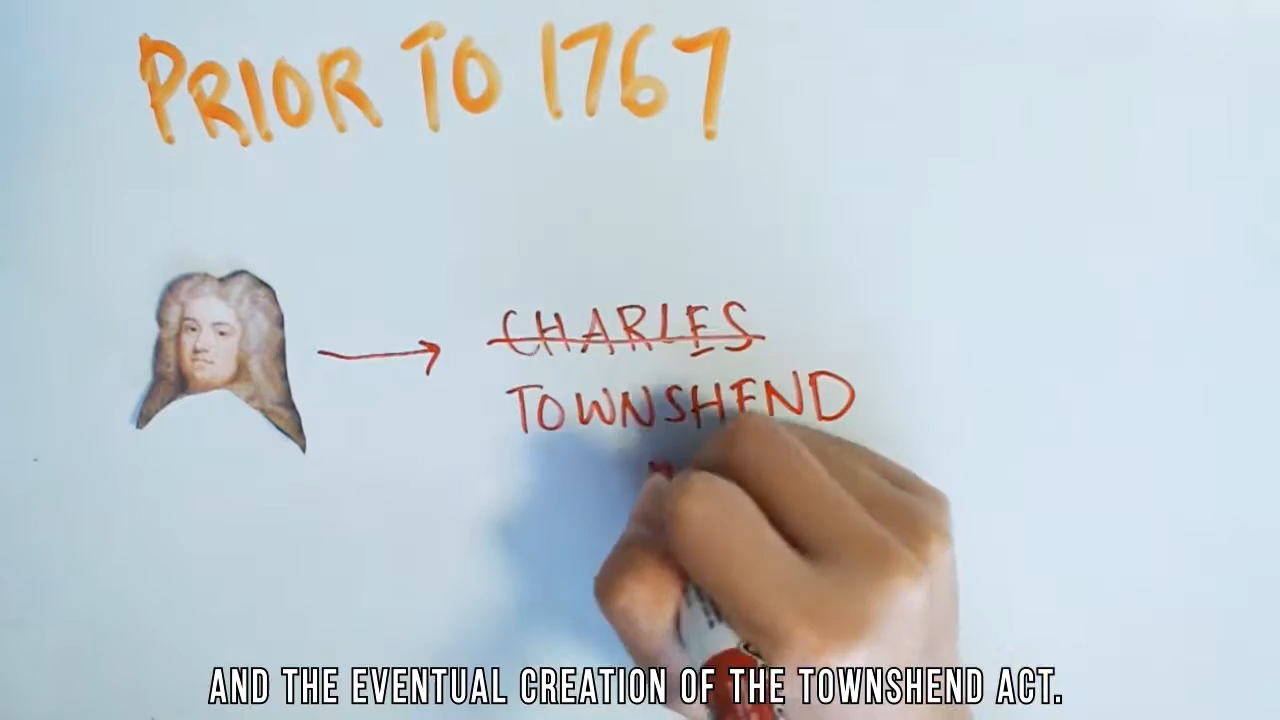 PRIOR TO 1767
CHARLES
TOWNSHEND
AND THE EVENTUAL CREATION OF THE TOWNSHEND ACT.